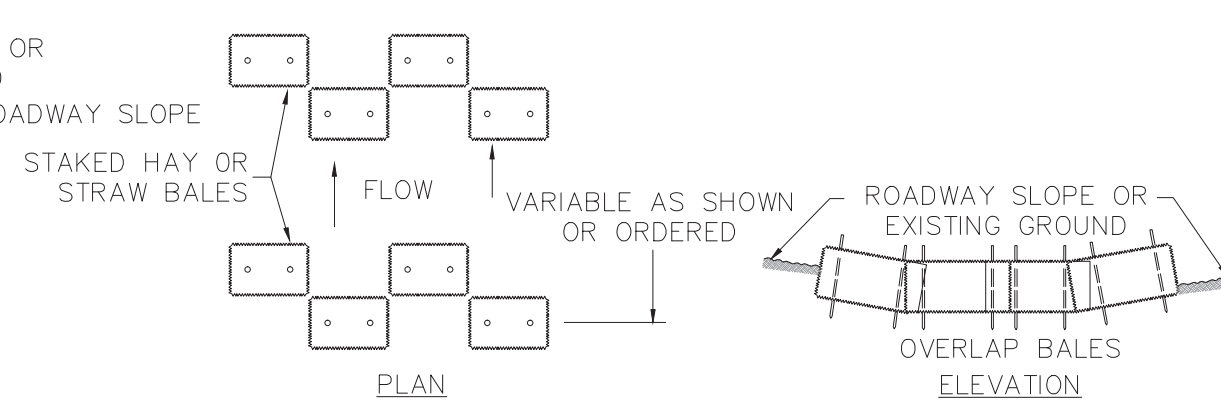 OR
ROADWAY SLOPE
STAKED HAY OR
STRAW BALES
FLOW
VARIABLE AS SHOWN
OR ORDERED
PLAN
ROADWAY SLOPE OR
EXISTING GROUND
OVERLAP BALES
ELEVATION